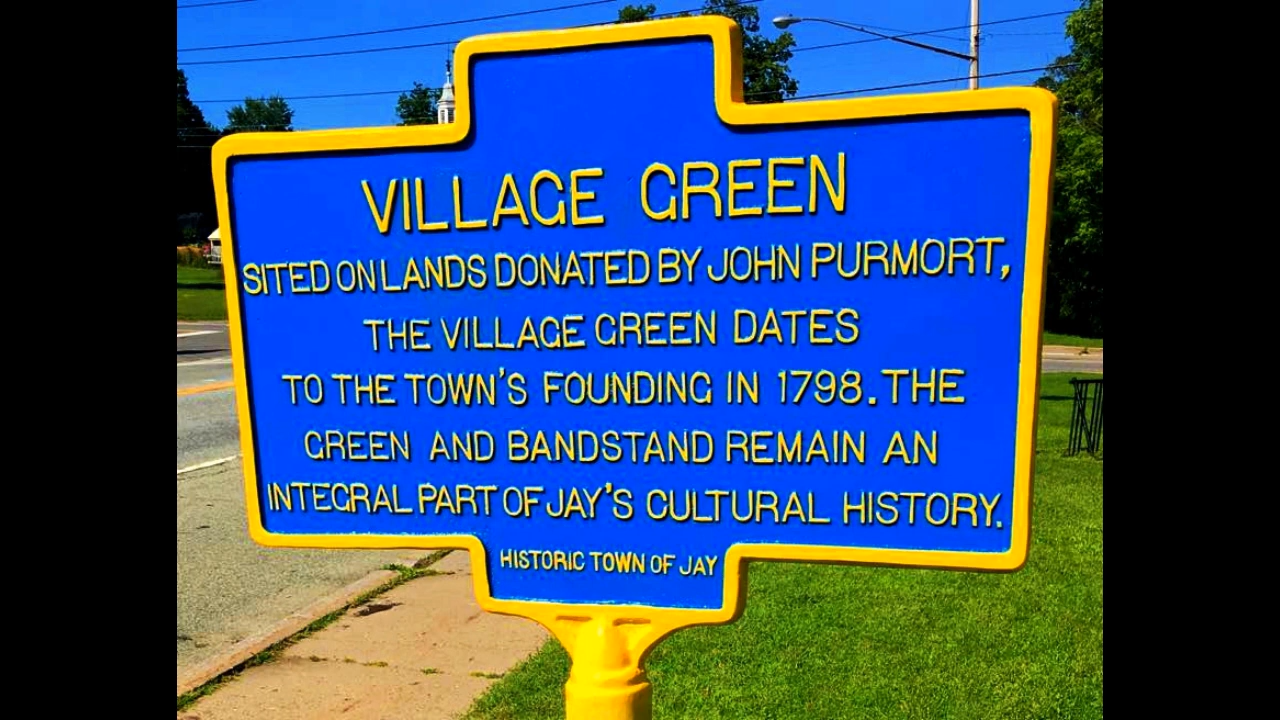 VILLAGE GREEN
SITED ON LANDS DONATED BY JOHN PURMORT,
THE VILLAGE GREEN DATES
TO THE TOWN'S FOUNDING IN 1798. THE
GREEN AND BANDSTAND REMAIN AN
INTEGRAL PART OF JAY'S CULTURAL HISTORY.
HISTORIC TOWN OF JAY